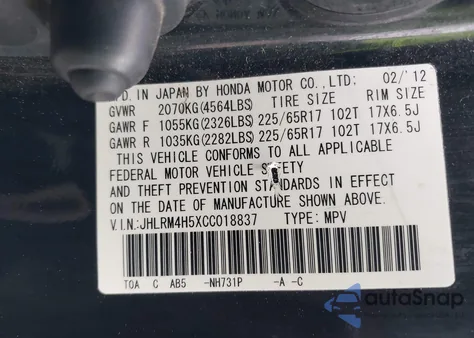 MFD. IN JAPAN BY HONDA MOTOR CO., LTD: 02/'12
GVWR 2070KG(4564LBS) TIRE SIZE RIM SIZE
GAWR F 1055KG(2326LBS) 225/65R17 102T 17X6.5J
GAWR R 1035KG(2282LBS) 225/65R17 102T 17X6.5J
THIS VEHICLE CONFORMS TO ALL APPLICABLE
FEDERAL MOTOR VEHICLE SAFETY
AND THEFT PREVENTION STANDARDS IN EFFECT
ON THE DATE OF MANUFACTURE SHOWN ABOVE.
V.I.N:JHLRM4H5XCC018837 TYPE: MPV
TOA C AB5 -NH731P -A -C
autoSnap